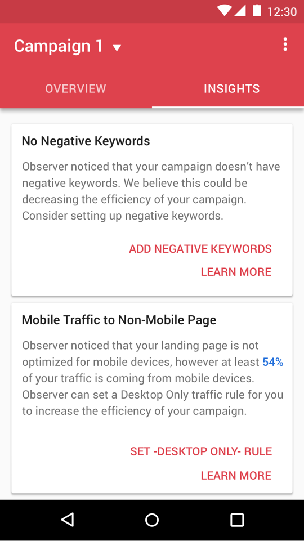 12:30
Campaign 1
OVERVIEW
INSIGHTS
No Negative Keywords
Observer noticed that your campaign doesn't have
negative keywords. We believe this could be
decreasing the efficiency of your campaign.
Consider setting up negative keywords.
ADD NEGATIVE KEYWORDS
LEARN MORE
Mobile Traffic to Non-Mobile Page
Observer noticed that your landing page is not
optimized for mobile devices, however at least 54%
of your traffic is coming from mobile devices.
Observer can set a Desktop Only traffic rule for you
to increase the efficiency of your campaign.
SET -DESKTOP ONLY- RULE
LEARN MORE